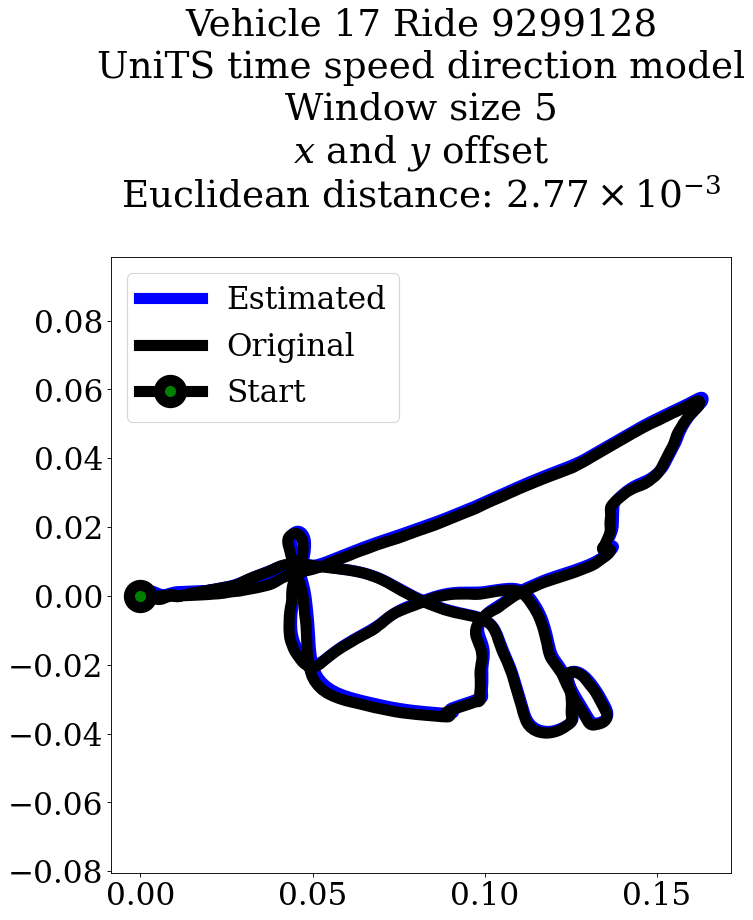 Vehicle 17 Ride 9299128
UniTS time speed direction model
Window size 5
x and y offset
Euclidean distance: 2.77 × 10⁻³
Estimated
Original
Start
0.08
0.06
0.04
0.02
0.00
−0.02
−0.04
−0.06
−0.08
0.00 0.05 0.10 0.15